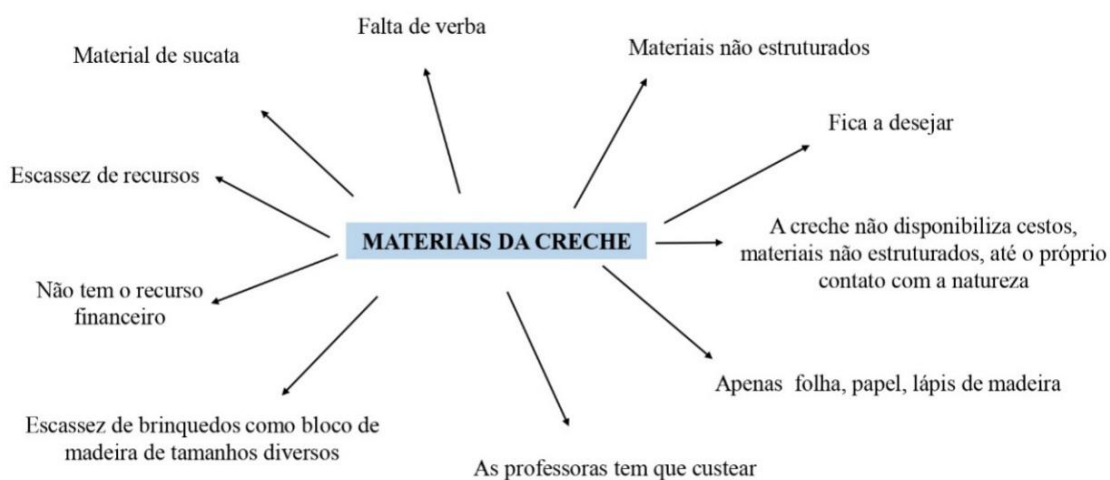 Falta de verba
Material de sucata
Materiais não estruturados
Fica a desejar
Escassez de recursos
MATERIAIS DA CRECHE
A creche não disponibiliza cestos,
materiais não estruturados, até o próprio
contato com a natureza
Não tem o recurso
financeiro
Apenas folha, papel, lápis de madeira
Escassez de brinquedos como bloco de
madeira de tamanhos diversos
As professoras tem que custear